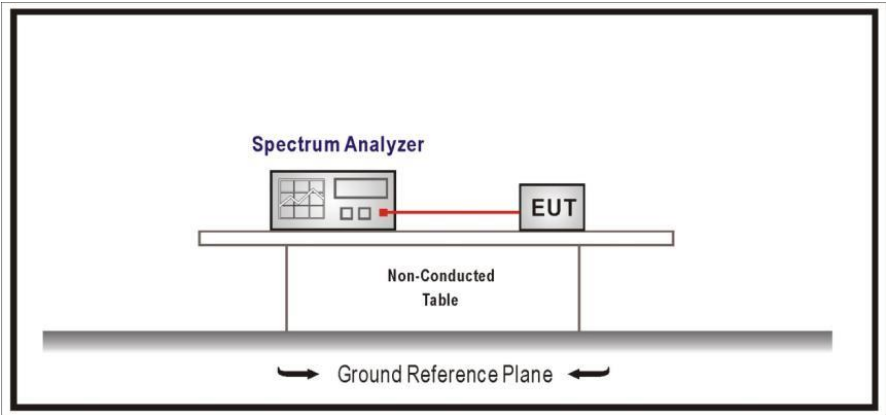 Spectrum Analyzer
EUT
Non-Conducted
Table
Ground Reference Plane